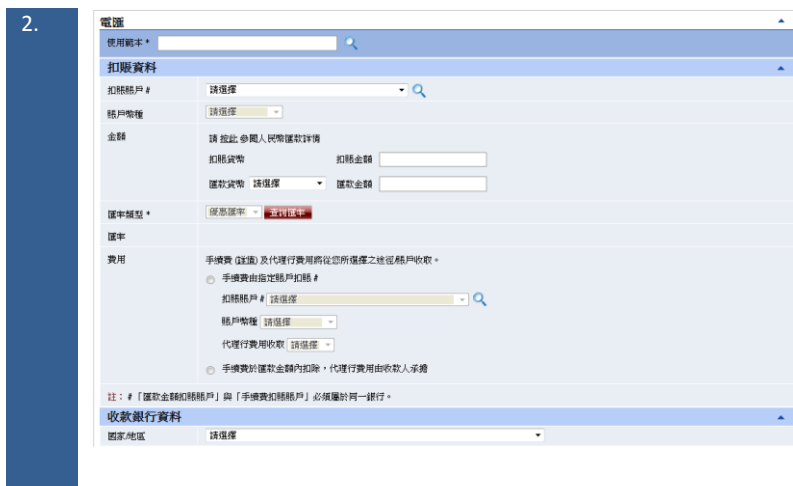 2.
電匯
使用範本 *
扣賬資料
扣賬賬戶 # 請選擇
賬戶幣種 請選擇
金額 請 按此 參閱人民幣匯款詳情
扣賬貨幣 扣賬金額
匯款貨幣 請選擇 匯款金額
匯率類型 * 優惠匯率 查詢匯率
匯率
費用 手續費 (註值) 及代理行費用將從您所選擇之途徑/賬戶收取。
手續費由指定賬戶扣賬 #
扣賬賬戶 # 請選擇
賬戶幣種 請選擇
代理行費用收取 請選擇
手續費於匯款金額內扣除，代理行費用由收款人承擔
註：#「匯款金額扣賬賬戶」與「手續費扣賬賬戶」必須屬於同一銀行。
收款銀行資料
國家/地區 請選擇